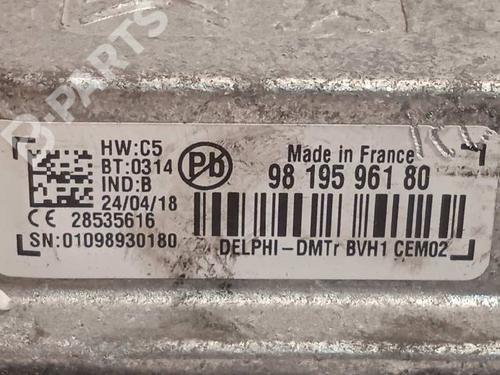 B-PARTS
HW:C5
BT:0314
IND:B
24/04/18
CE 28535616
SN:01098930180
Pb
Made in France
98 195 961 80
DELPHI-DMTr BVH1 CEM02